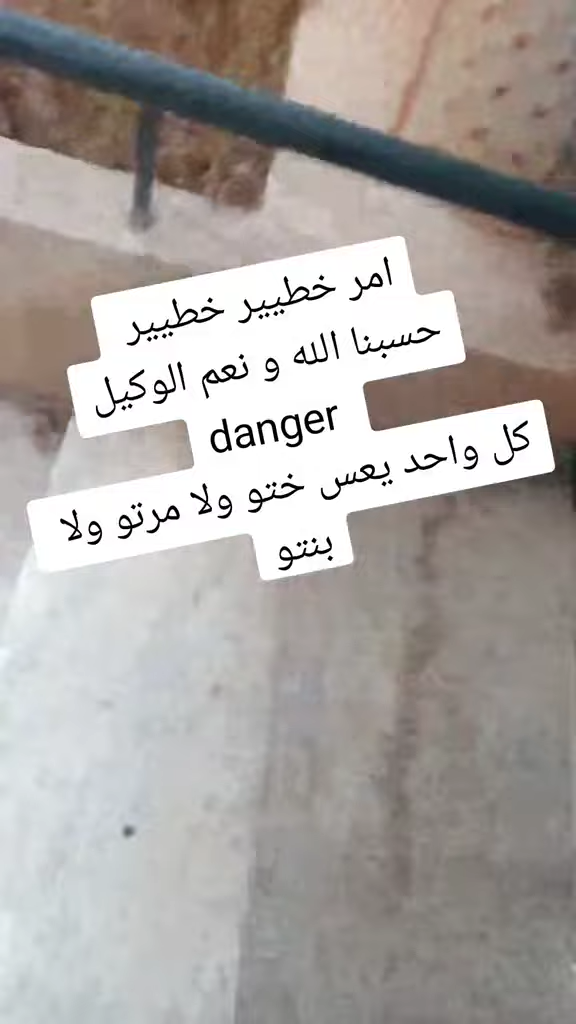 امر خطيير خطيير
حسبنا الله و نعم الوكيل
danger
كل واحد يعس ختو ولا مرتو ولا
بنتو